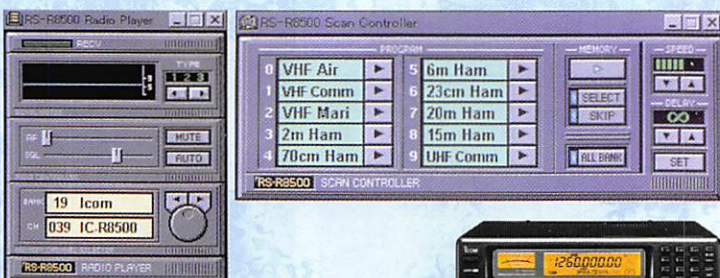 RS-R8500 Radio Player
RECV
TYPE
1 2 3
AF
SQL
MUTE
AUTO
BANK 19 Icom
CH 039 IC-R8500
RS-R8500 RADIO PLAYER
RS-R8500 Scan Controller
PROGRAM
0 VHF Air
1 VHF Comm
2 VHF Mari
3 2m Ham
4 70cm Ham
5 6m Ham
6 23cm Ham
7 20m Ham
8 15m Ham
9 UHF Comm
MEMORY
SELECT
SKIP
ALL BANK
SPEED
DELAY
∞
SET
RS-R8500 SCAN CONTROLLER
ICOM
1260.000.00